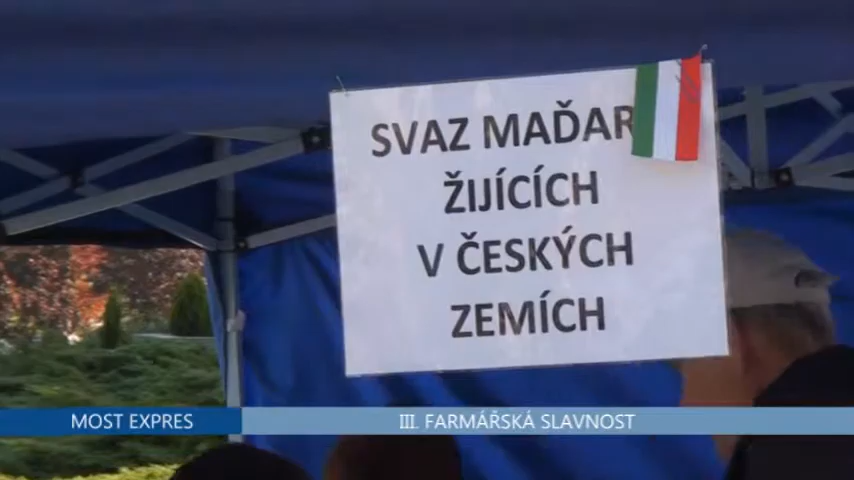 SVAZ MAĎAR
ŽIJÍCÍCH
V ČESKÝCH
ZEMÍCH
MOST EXPRES
III. FARMÁŘSKÁ SLAVNOST